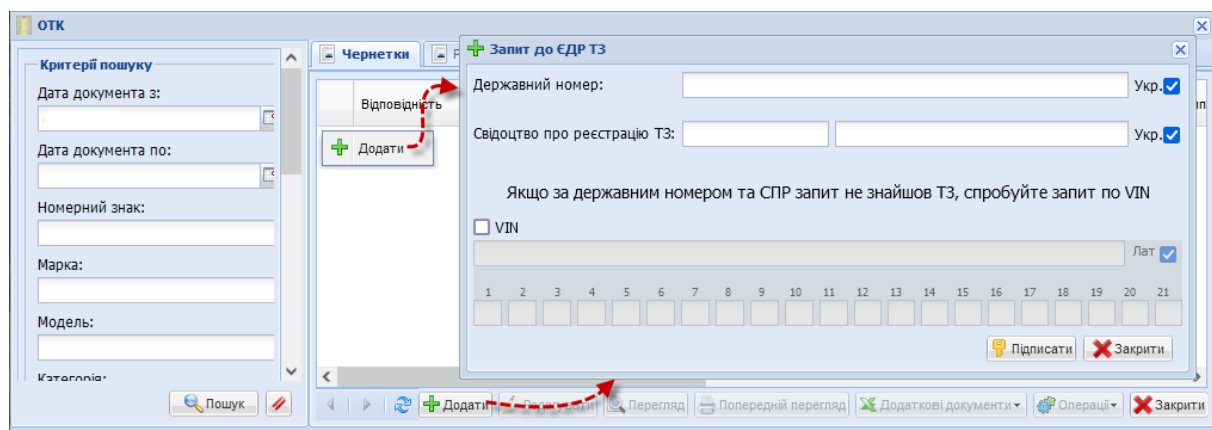 ОТК
Критерії пошуку
Дата документа з:
Дата документа по:
Номерний знак:
Марка:
Модель:
Категорія:
Пошук
Чернетки
Відповідність
Додати
Запит до ЄДР ТЗ
Державний номер:
Укр.
Свідоцтво про реєстрацію ТЗ:
Укр.
Якщо за державним номером та СПР запит не знайшов ТЗ, спробуйте запит по VIN
VIN
Лат
1 2 3 4 5 6 7 8 9 10 11 12 13 14 15 16 17 18 19 20 21
Підписати Закрити
Додати Перегляд Попередній перегляд Додаткові документи Операції Закрити